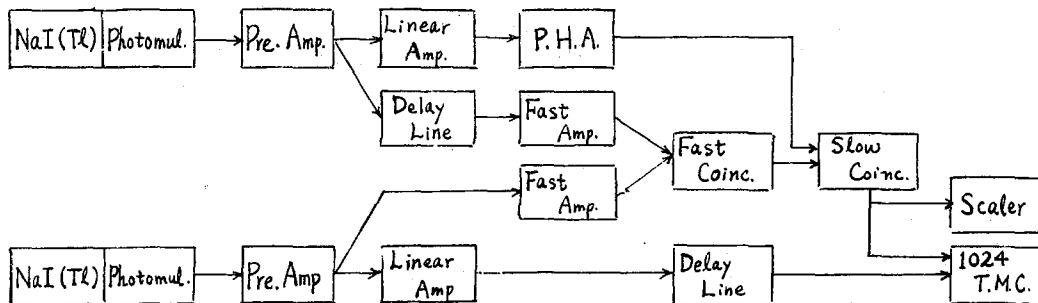 NaI(Tl)
Photomul.
Pre. Amp.
Linear
Amp.
P. H. A.
Delay
Line
Fast
Amp.
Fast
Coinc.
Slow
Coinc.
Fast
Amp.
Scaler
NaI(Tl)
Photomul.
Pre. Amp
Linear
Amp
Delay
Line
1024
T.M.C.